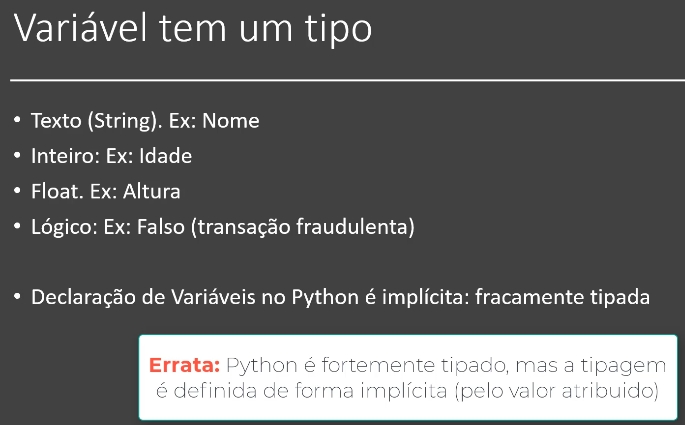 Variável tem um tipo
• Texto (String). Ex: Nome
• Inteiro: Ex: Idade
• Float. Ex: Altura
• Lógico: Ex: Falso (transação fraudulenta)
• Declaração de Variáveis no Python é implícita: fracamente tipada
Errata: Python é fortemente tipado, mas a tipagem
é definida de forma implícita (pelo valor atribuido)